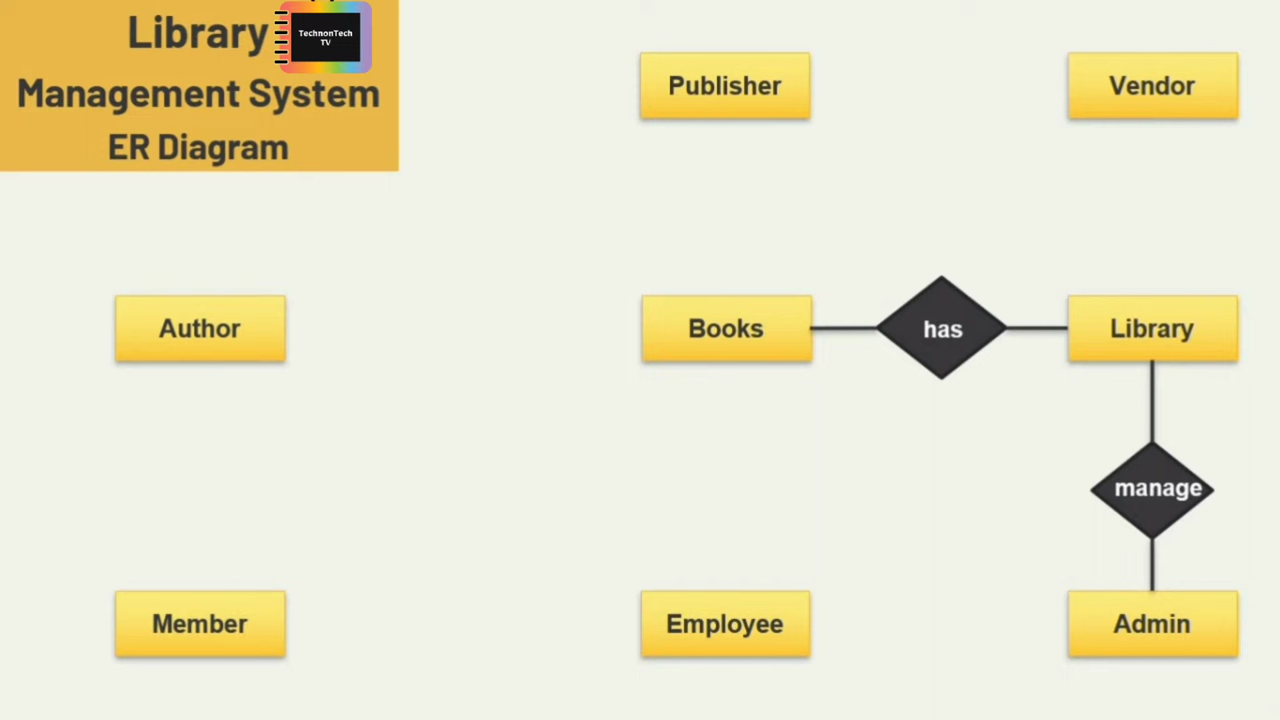 Library
TechnonTech
TV
Management System
ER Diagram
Publisher
Vendor
Author
Books
has
Library
manage
Member
Employee
Admin